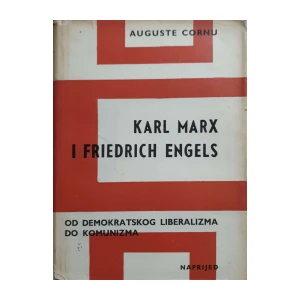 AUGUSTE CORNU
KARL MARX
I FRIEDRICH ENGELS
OD DEMOKRATSKOG LIBERALIZMA
DO KOMUNIZMA
NAPRIJED